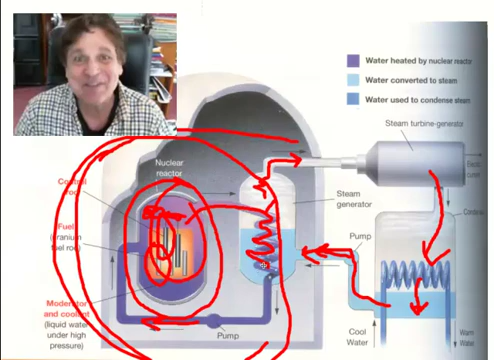 Water heated by nuclear reactor
Water converted to steam
Water used to condense steam
Steam turbine-generator
Nuclear
reactor
Steam
generator
Fuel
(uranium
fuel rod)
Moderator
and coolant
(liquid water
under high
pressure)
Pump
Pump
Cool
Water
Warm
Water